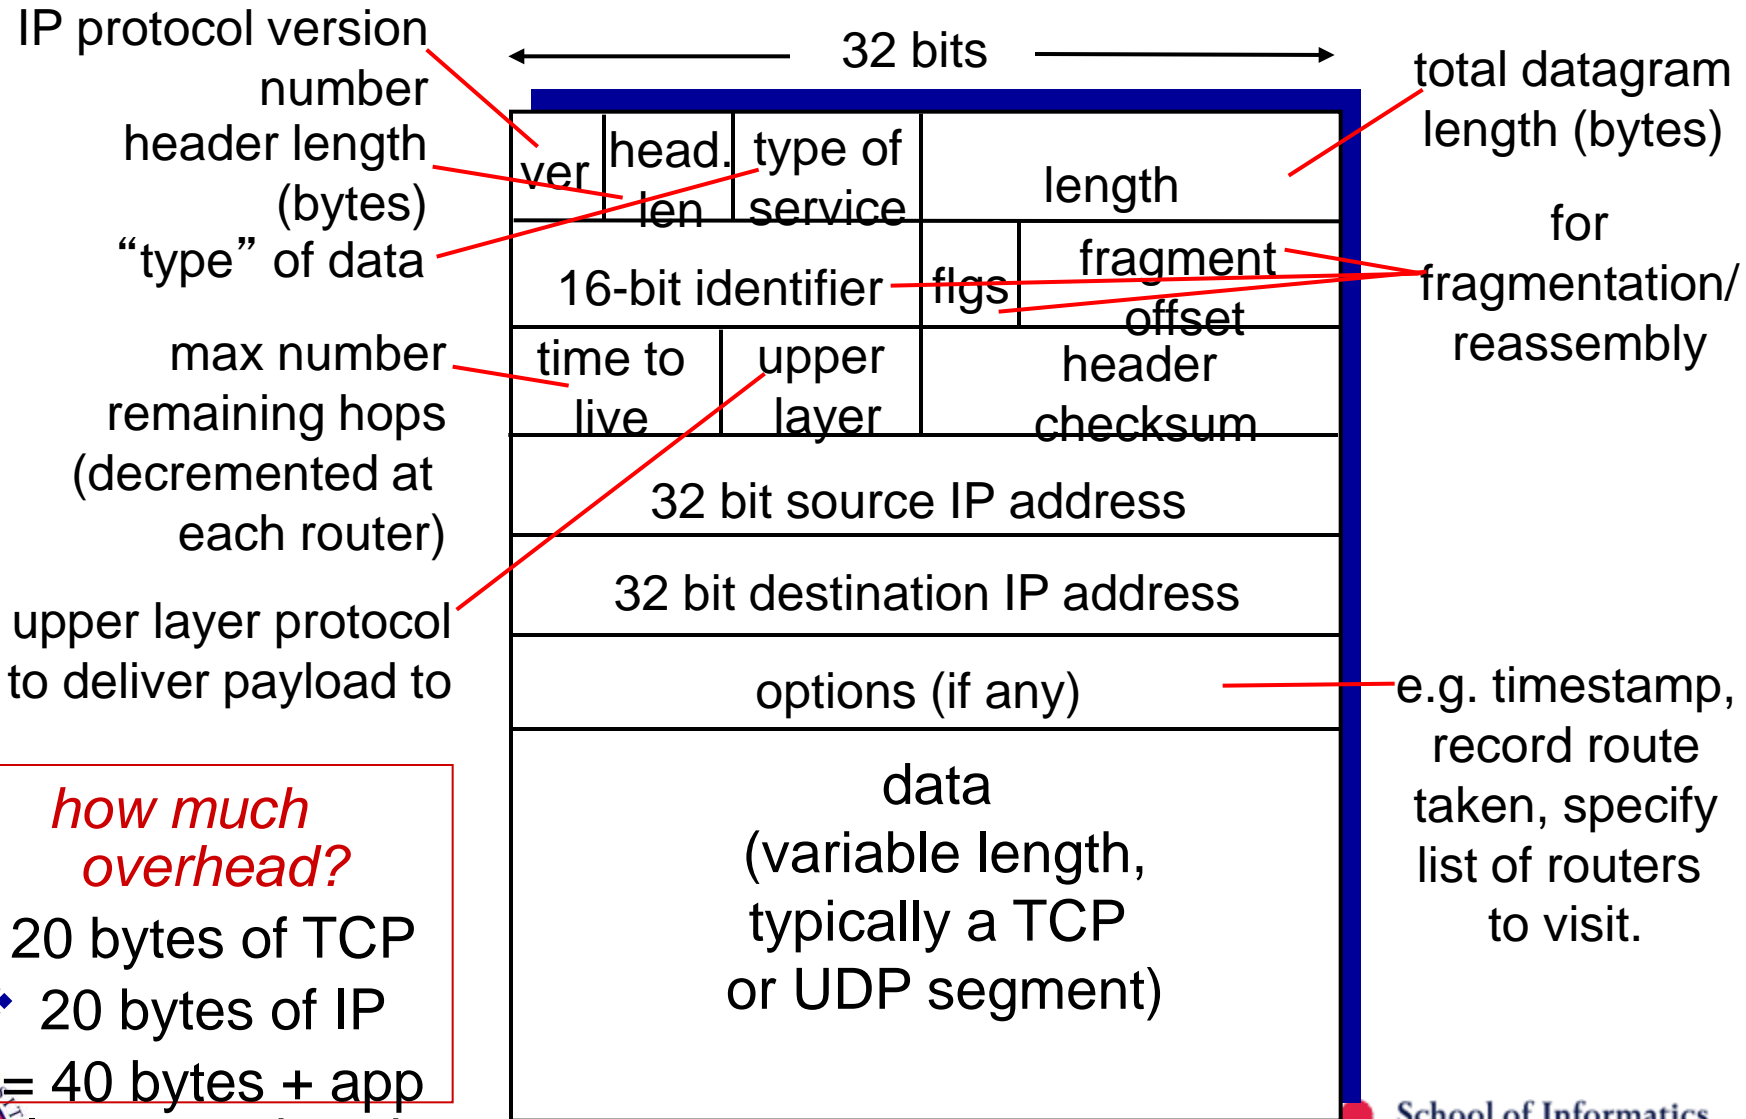 IP protocol version
number
header length
(bytes)
“type” of data
max number
remaining hops
(decremented at
each router)
upper layer protocol
to deliver payload to
how much
overhead?
20 bytes of TCP
20 bytes of IP
= 40 bytes + app
32 bits
ver
head.
len
type of
service
length
16-bit identifier
flgs
fragment
offset
time to
live
upper
layer
header
checksum
32 bit source IP address
32 bit destination IP address
options (if any)
data
(variable length,
typically a TCP
or UDP segment)
total datagram
length (bytes)
for
fragmentation/
reassembly
e.g. timestamp,
record route
taken, specify
list of routers
to visit.
School of Informatics